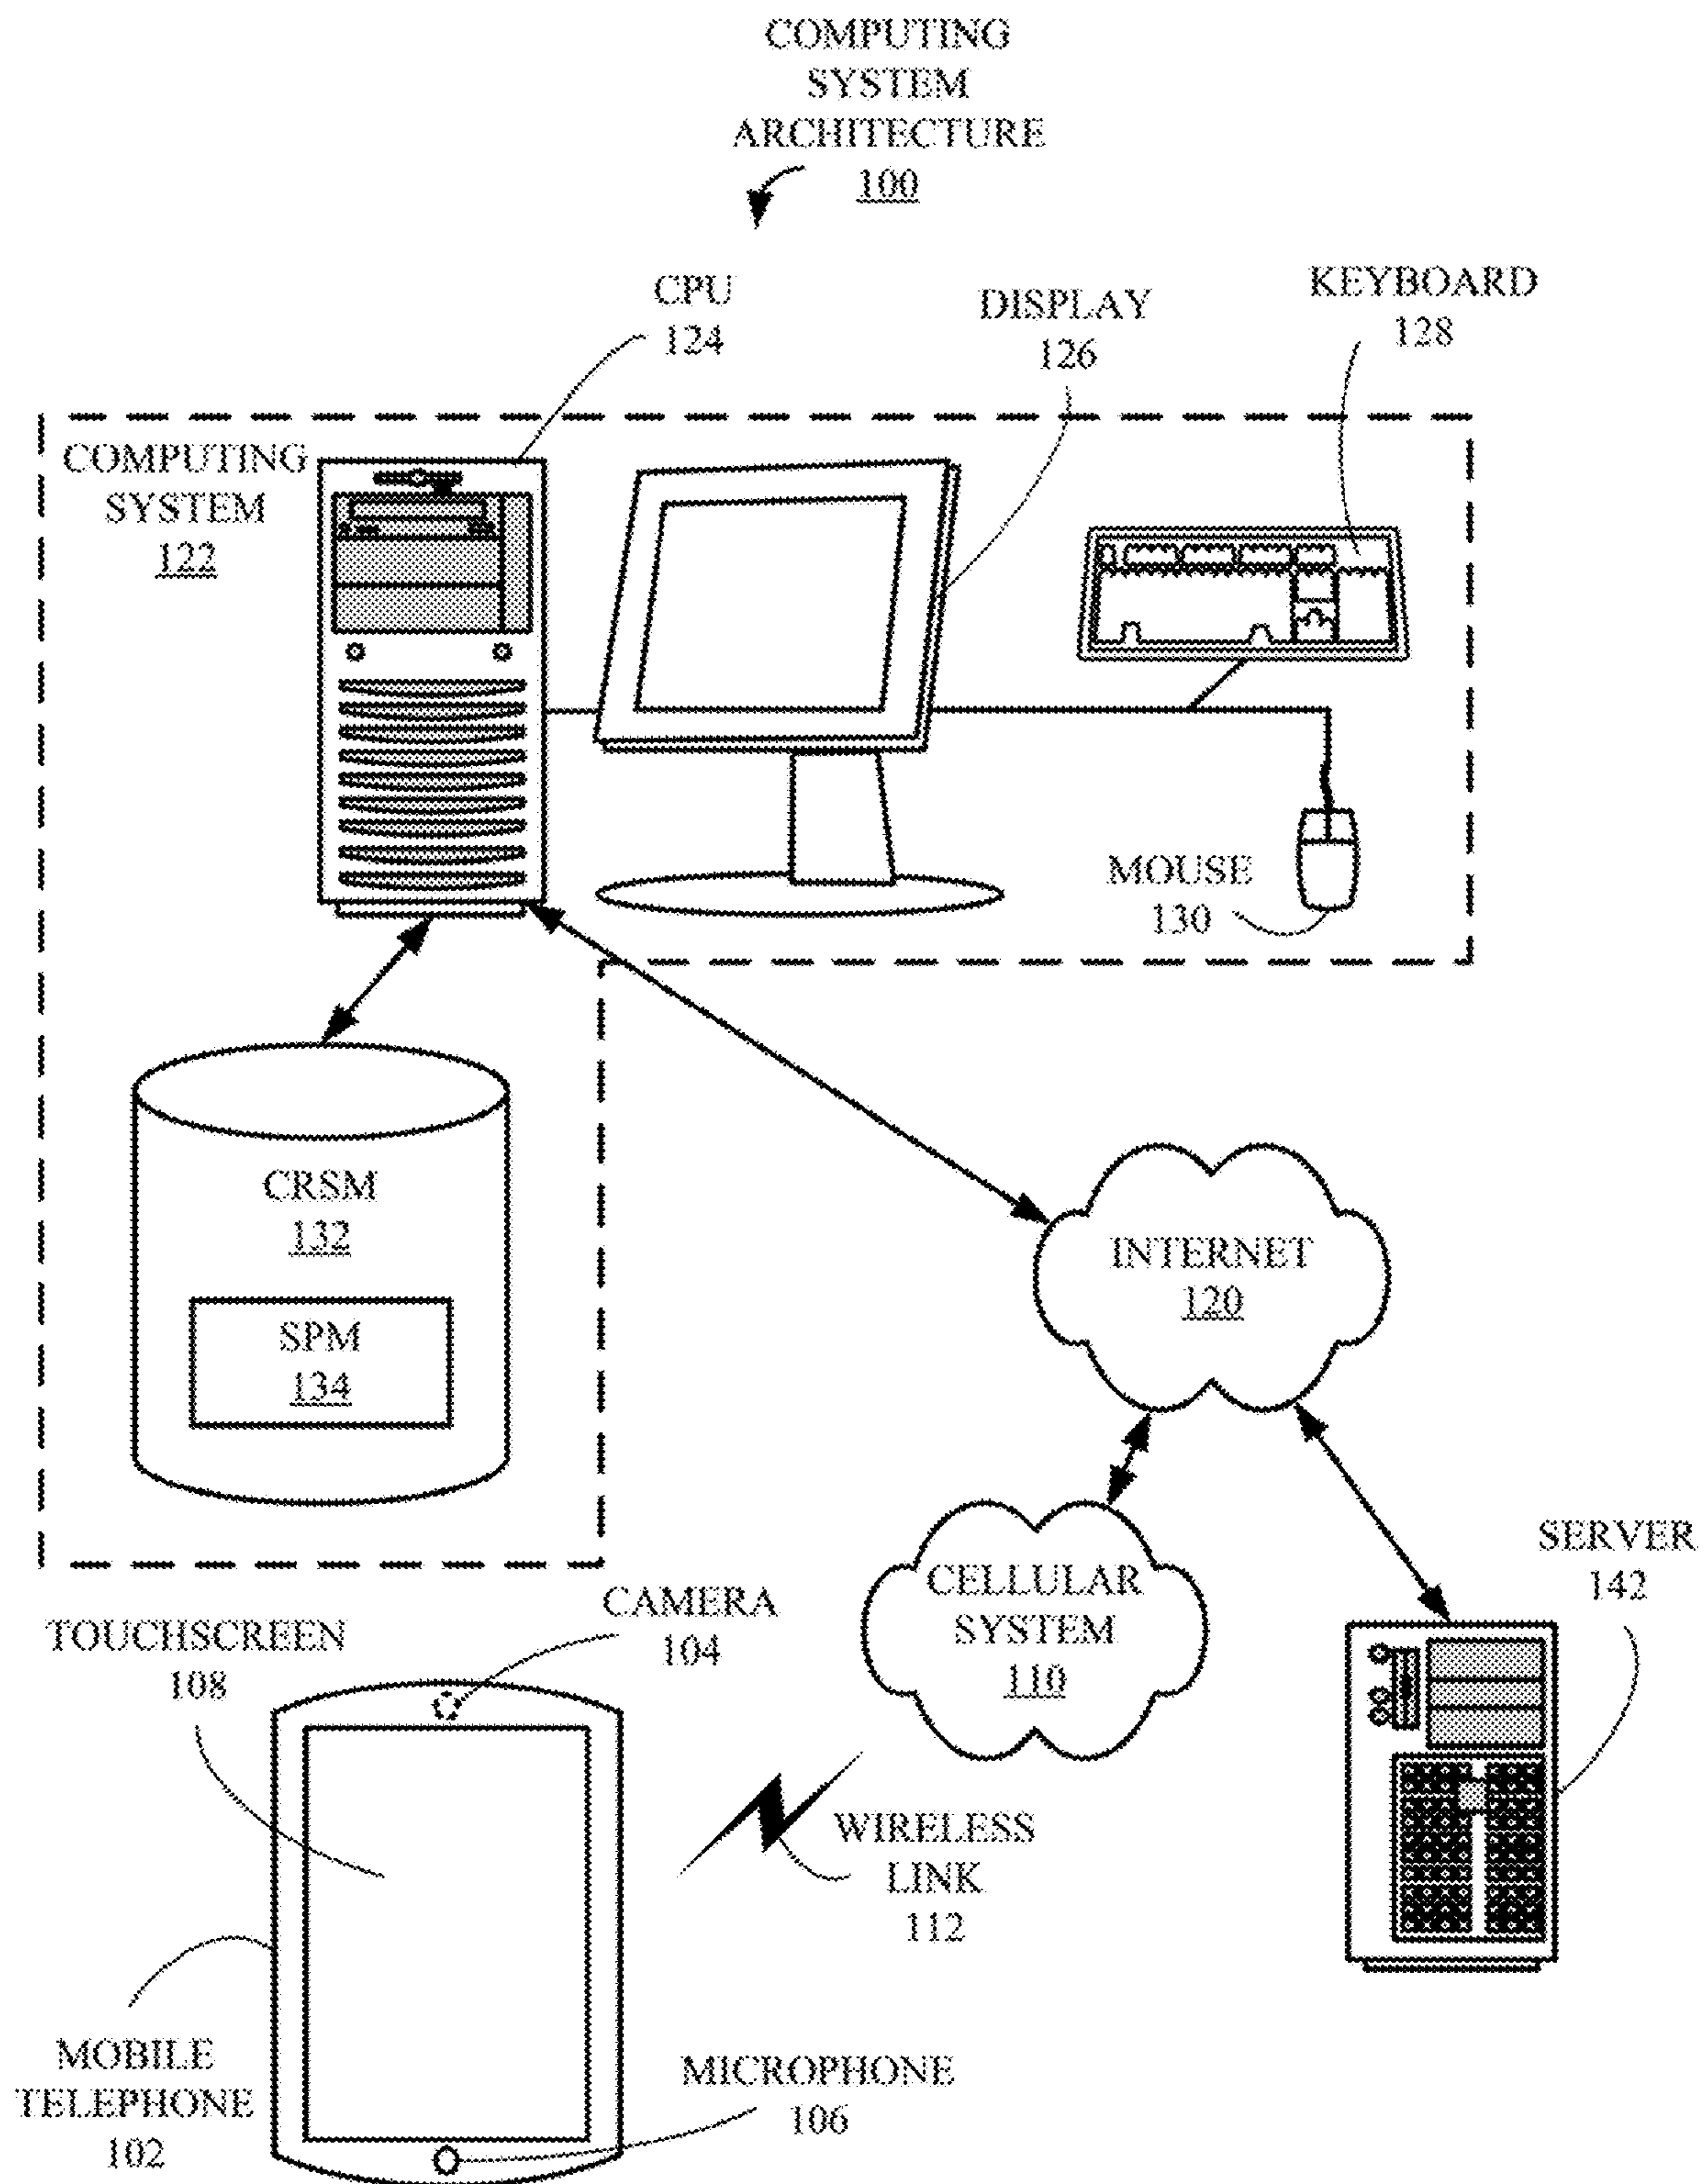 COMPUTING
SYSTEM
ARCHITECTURE
100
CPU
124
DISPLAY
126
KEYBOARD
128
COMPUTING
SYSTEM
122
MOUSE
130
CRSM
132
SPM
134
INTERNET
120
CELLULAR
SYSTEM
110
SERVER
142
CAMERA
104
TOUCHSCREEN
108
WIRELESS
LINK
112
MOBILE
TELEPHONE
102
MICROPHONE
106